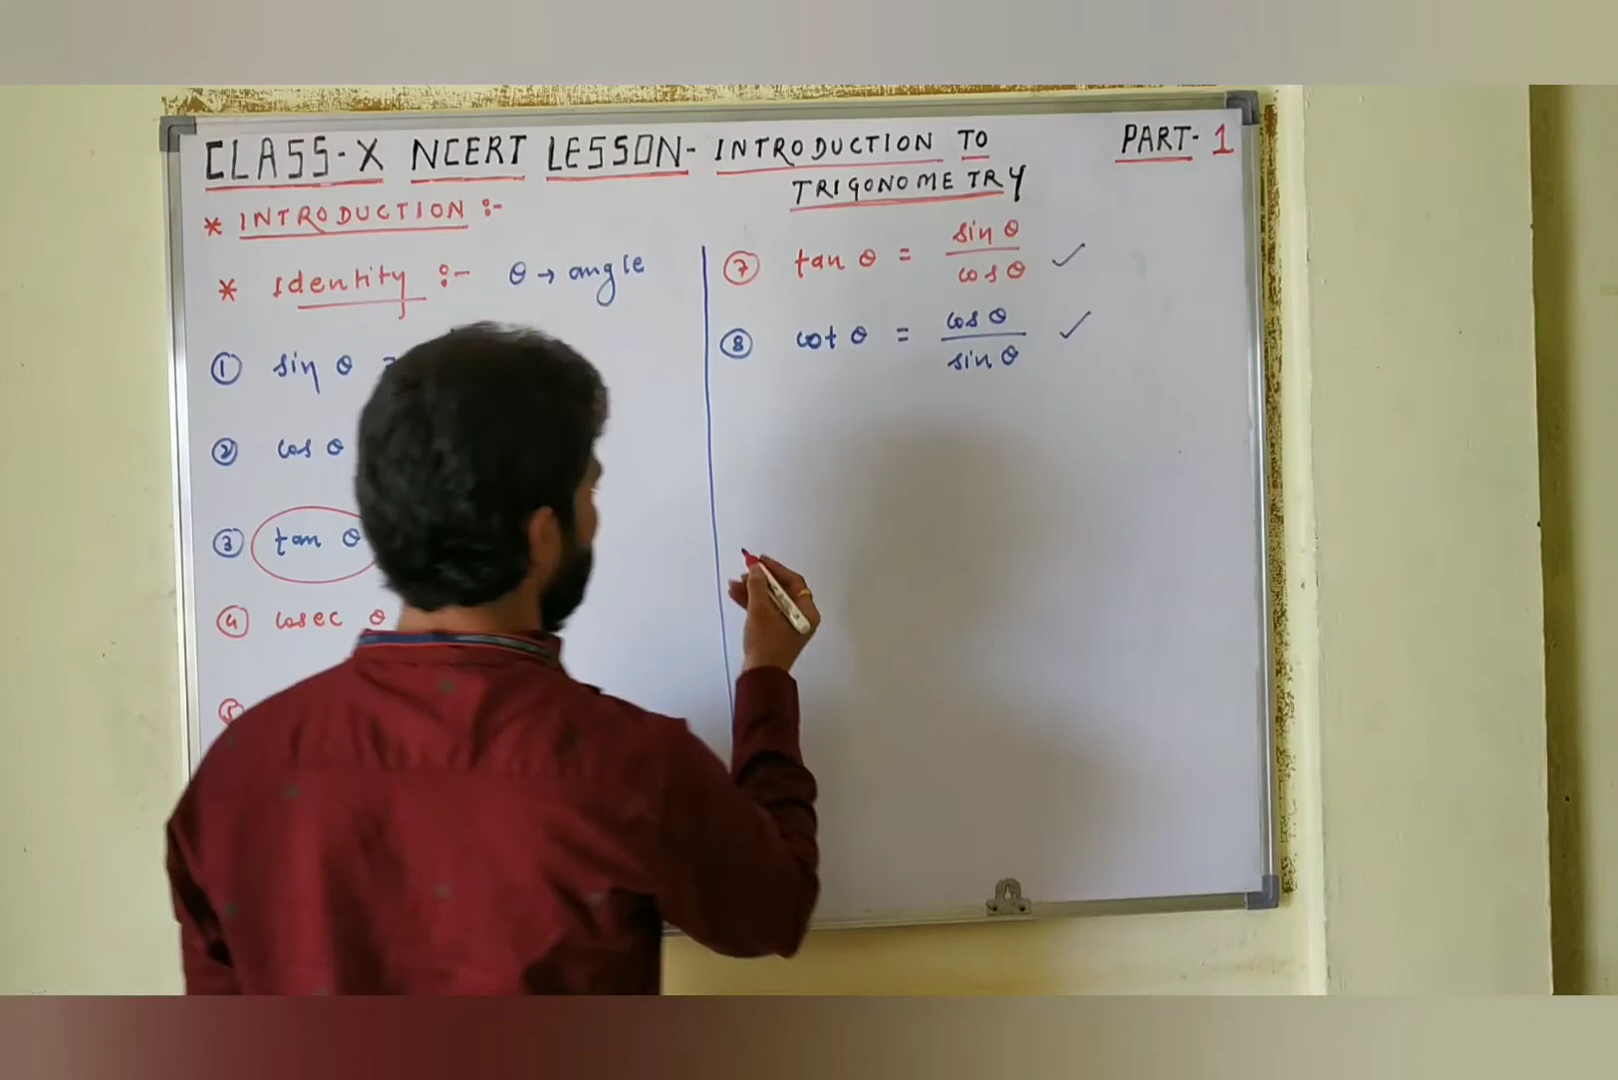 CLASS-X NCERT LESSON- INTRODUCTION TO
TRIGONOMETRY
PART-1
* INTRODUCTION :-
* Identity :- θ → angle
① sin θ =
② cos θ
③ tan θ
④ cosec θ
⑤
⑦ tan θ = sin θ / cos θ ✓
⑧ cot θ = cos θ / sin θ ✓